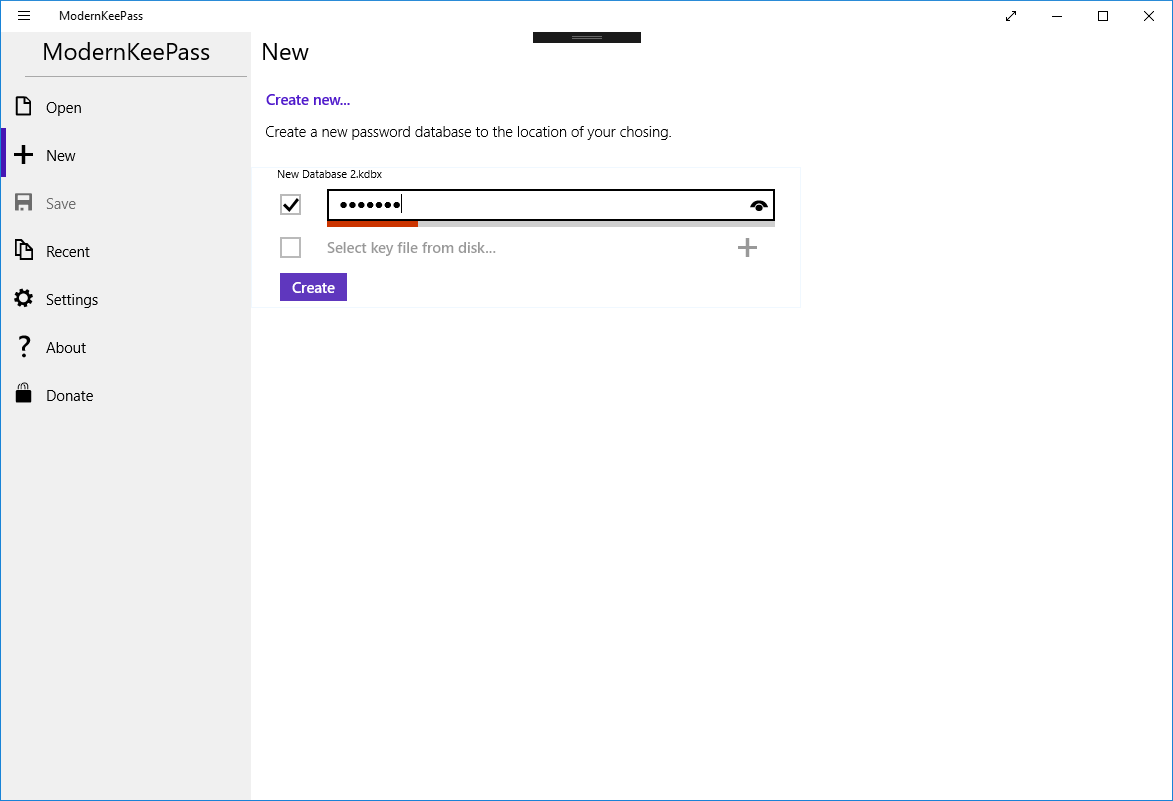 ModernKeePass
ModernKeePass
New
Open
New
Save
Recent
Settings
About
Donate
Create new...
Create a new password database to the location of your chosing.
New Database 2.kdbx
•••••••
Select key file from disk...
Create